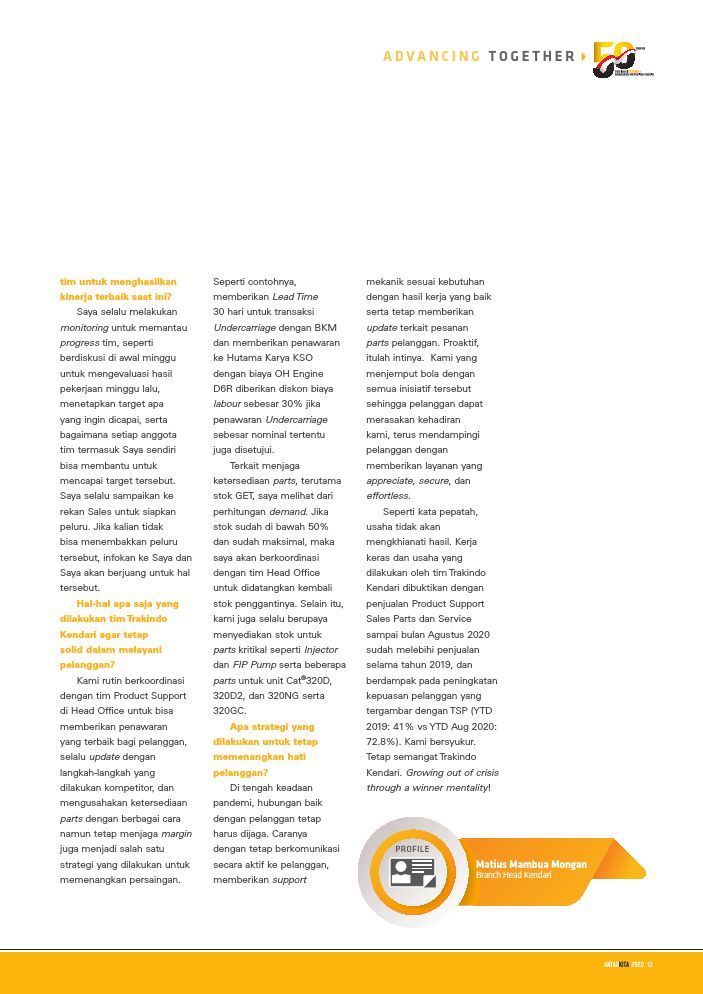 ADVANCING TOGETHER
50
tim untuk menghasilkan
kinerja terbaik saat ini?
Saya selalu melakukan
monitoring untuk memantau
progress tim, seperti
berdiskusi di awal minggu
untuk mengevaluasi hasil
pekerjaan minggu lalu,
menetapkan target apa
yang ingin dicapai, serta
bagaimana setiap anggota
tim termasuk Saya sendiri
bisa membantu untuk
mencapai target tersebut.
Saya selalu sampaikan ke
rekan Sales untuk siapkan
peluru. Jika kalian tidak
bisa menembakkan peluru
tersebut, infokan ke Saya dan
Saya akan berjuang untuk hal
tersebut.
Hal-hal apa saja yang
dilakukan tim Trakindo
Kendari agar tetap
solid dalam melayani
pelanggan?
Kami rutin berkoordinasi
dengan tim Product Support
di Head Office untuk bisa
memberikan penawaran
yang terbaik bagi pelanggan,
selalu update dengan
langkah-langkah yang
dilakukan kompetitor, dan
mengusahakan ketersediaan
parts dengan berbagai cara
namun tetap menjaga margin
juga menjadi salah satu
strategi yang dilakukan untuk
memenangkan persaingan.
Seperti contohnya,
memberikan Lead Time
30 hari untuk transaksi
Undercarriage dengan BKM
dan memberikan penawaran
ke Hutama Karya KSO
dengan biaya OH Engine
D6R diberikan diskon biaya
labour sebesar 30% jika
penawaran Undercarriage
sebesar nominal tertentu
juga disetujui.
Terkait menjaga
ketersediaan parts, terutama
stok GET, saya melihat dari
perhitungan demand. Jika
stok sudah di bawah 50%
dan sudah maksimal, maka
saya akan berkoordinasi
dengan tim Head Office
untuk didatangkan kembali
stok penggantinya. Selain itu,
kami juga selalu berupaya
menyediakan stok untuk
parts kritikal seperti Injector
dan FIP Pump serta beberapa
parts untuk unit Cat®320D,
320D2, dan 320NG serta
320GC.
Apa strategi yang
dilakukan untuk tetap
memenangkan hati
pelanggan?
Di tengah keadaan
pandemi, hubungan baik
dengan pelanggan tetap
harus dijaga. Caranya
dengan tetap berkomunikasi
secara aktif ke pelanggan,
memberikan support
mekanik sesuai kebutuhan
dengan hasil kerja yang baik
serta tetap memberikan
update terkait pesanan
parts pelanggan. Proaktif,
itulah intinya. Kami yang
menjemput bola dengan
semua inisiatif tersebut
sehingga pelanggan dapat
merasakan kehadiran
kami, terus mendampingi
pelanggan dengan
memberikan layanan yang
appreciate, secure, dan
effortless.
Seperti kata pepatah,
usaha tidak akan
mengkhianati hasil. Kerja
keras dan usaha yang
dilakukan oleh tim Trakindo
Kendari dibuktikan dengan
penjualan Product Support
Sales Parts dan Service
sampai bulan Agustus 2020
sudah melebihi penjualan
selama tahun 2019, dan
berdampak pada peningkatan
kepuasan pelanggan yang
tergambar dengan TSP (YTD
2019: 41% vs YTD Aug 2020:
72.8%). Kami bersyukur.
Tetap semangat Trakindo
Kendari. Growing out of crisis
through a winner mentality!
PROFILE
Matius Mambua Mongan
Branch Head Kendari
ANTARKITA 2020 13